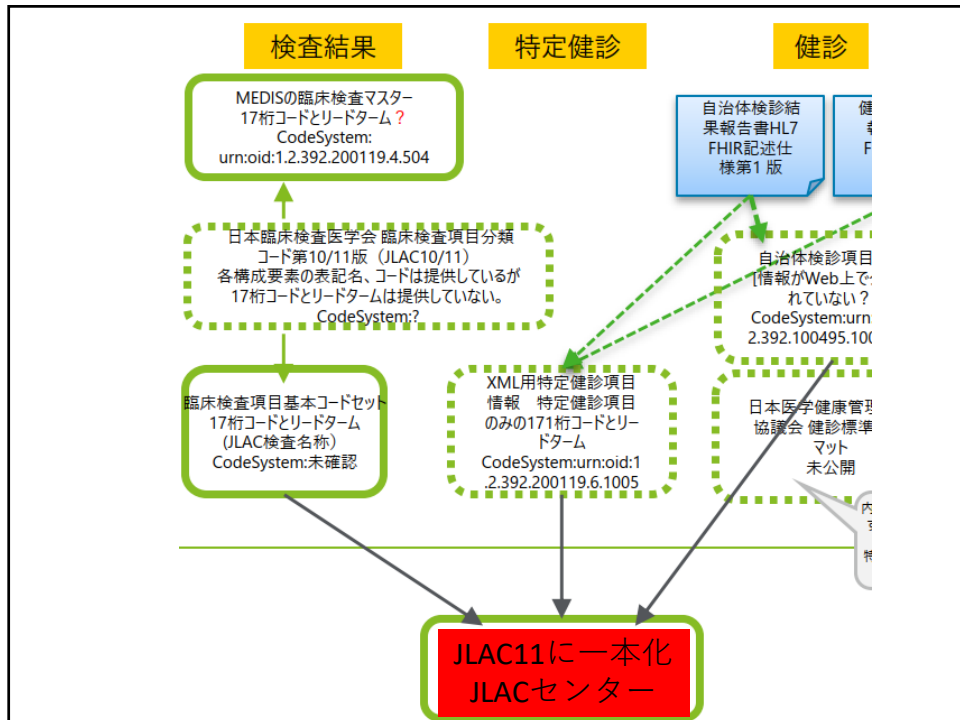 検査結果
特定健診
健診
MEDISの臨床検査マスター
17桁コードとリードターム？
CodeSystem:
urn:oid:1.2.392.200119.4.504
自治体検診結
果報告書HL7
FHIR記述仕
様第1 版
健
F
日本臨床検査医学会 臨床検査項目分類
コード第10/11版（JLAC10/11）
各構成要素の表記名、コードは提供しているが
17桁コードとリードタームは提供していない。
CodeSystem:?
自治体検診項目
[情報がWeb上で
れていない？
CodeSystem:urn:
2.392.100495.100
臨床検査項目基本コードセット
17桁コードとリードターム
(JLAC検査名称）
CodeSystem:未確認
XML用特定健診項目
情報　特定健診項目
のみの171桁コードとリー
ドターム
CodeSystem:urn:oid:1
.2.392.200119.6.1005
日本医学健康管理
協議会 健診標準
マット
未公開
内
す
特
JLAC11に一本化
JLACセンター